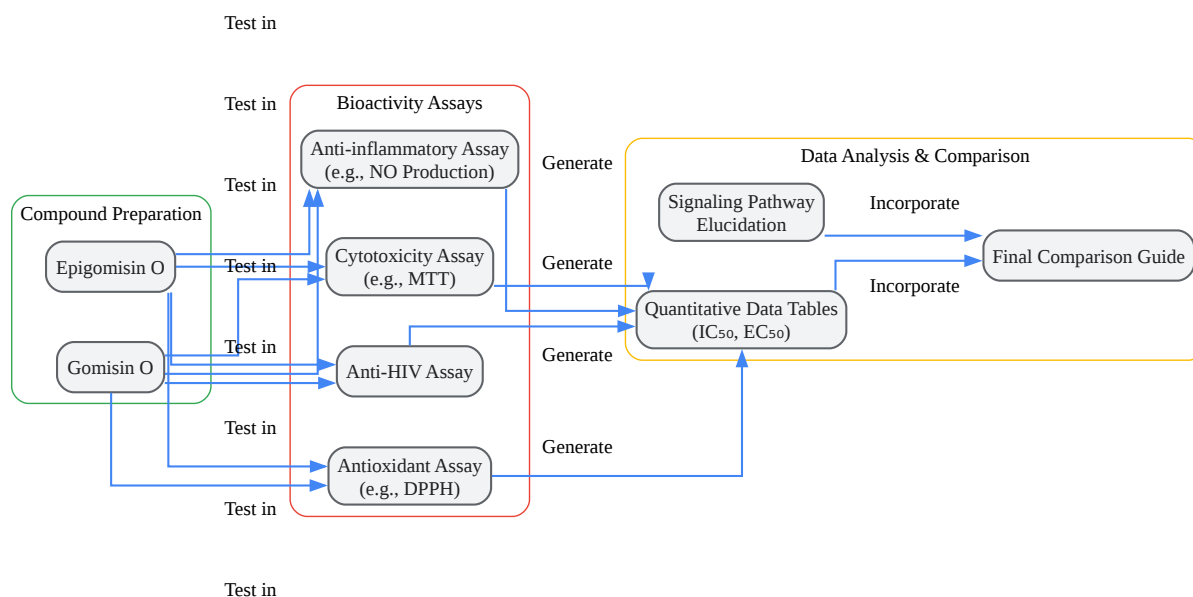 Test in
Test in
Test in
Test in
Test in
Test in
Test in
Test in
Compound Preparation
Epigomisin O
Gomisin O
Bioactivity Assays
Anti-inflammatory Assay
(e.g., NO Production)
Cytotoxicity Assay
(e.g., MTT)
Anti-HIV Assay
Antioxidant Assay
(e.g., DPPH)
Generate
Generate
Generate
Generate
Data Analysis & Comparison
Signaling Pathway
Elucidation
Quantitative Data Tables
(IC₅₀, EC₅₀)
Incorporate
Incorporate
Final Comparison Guide